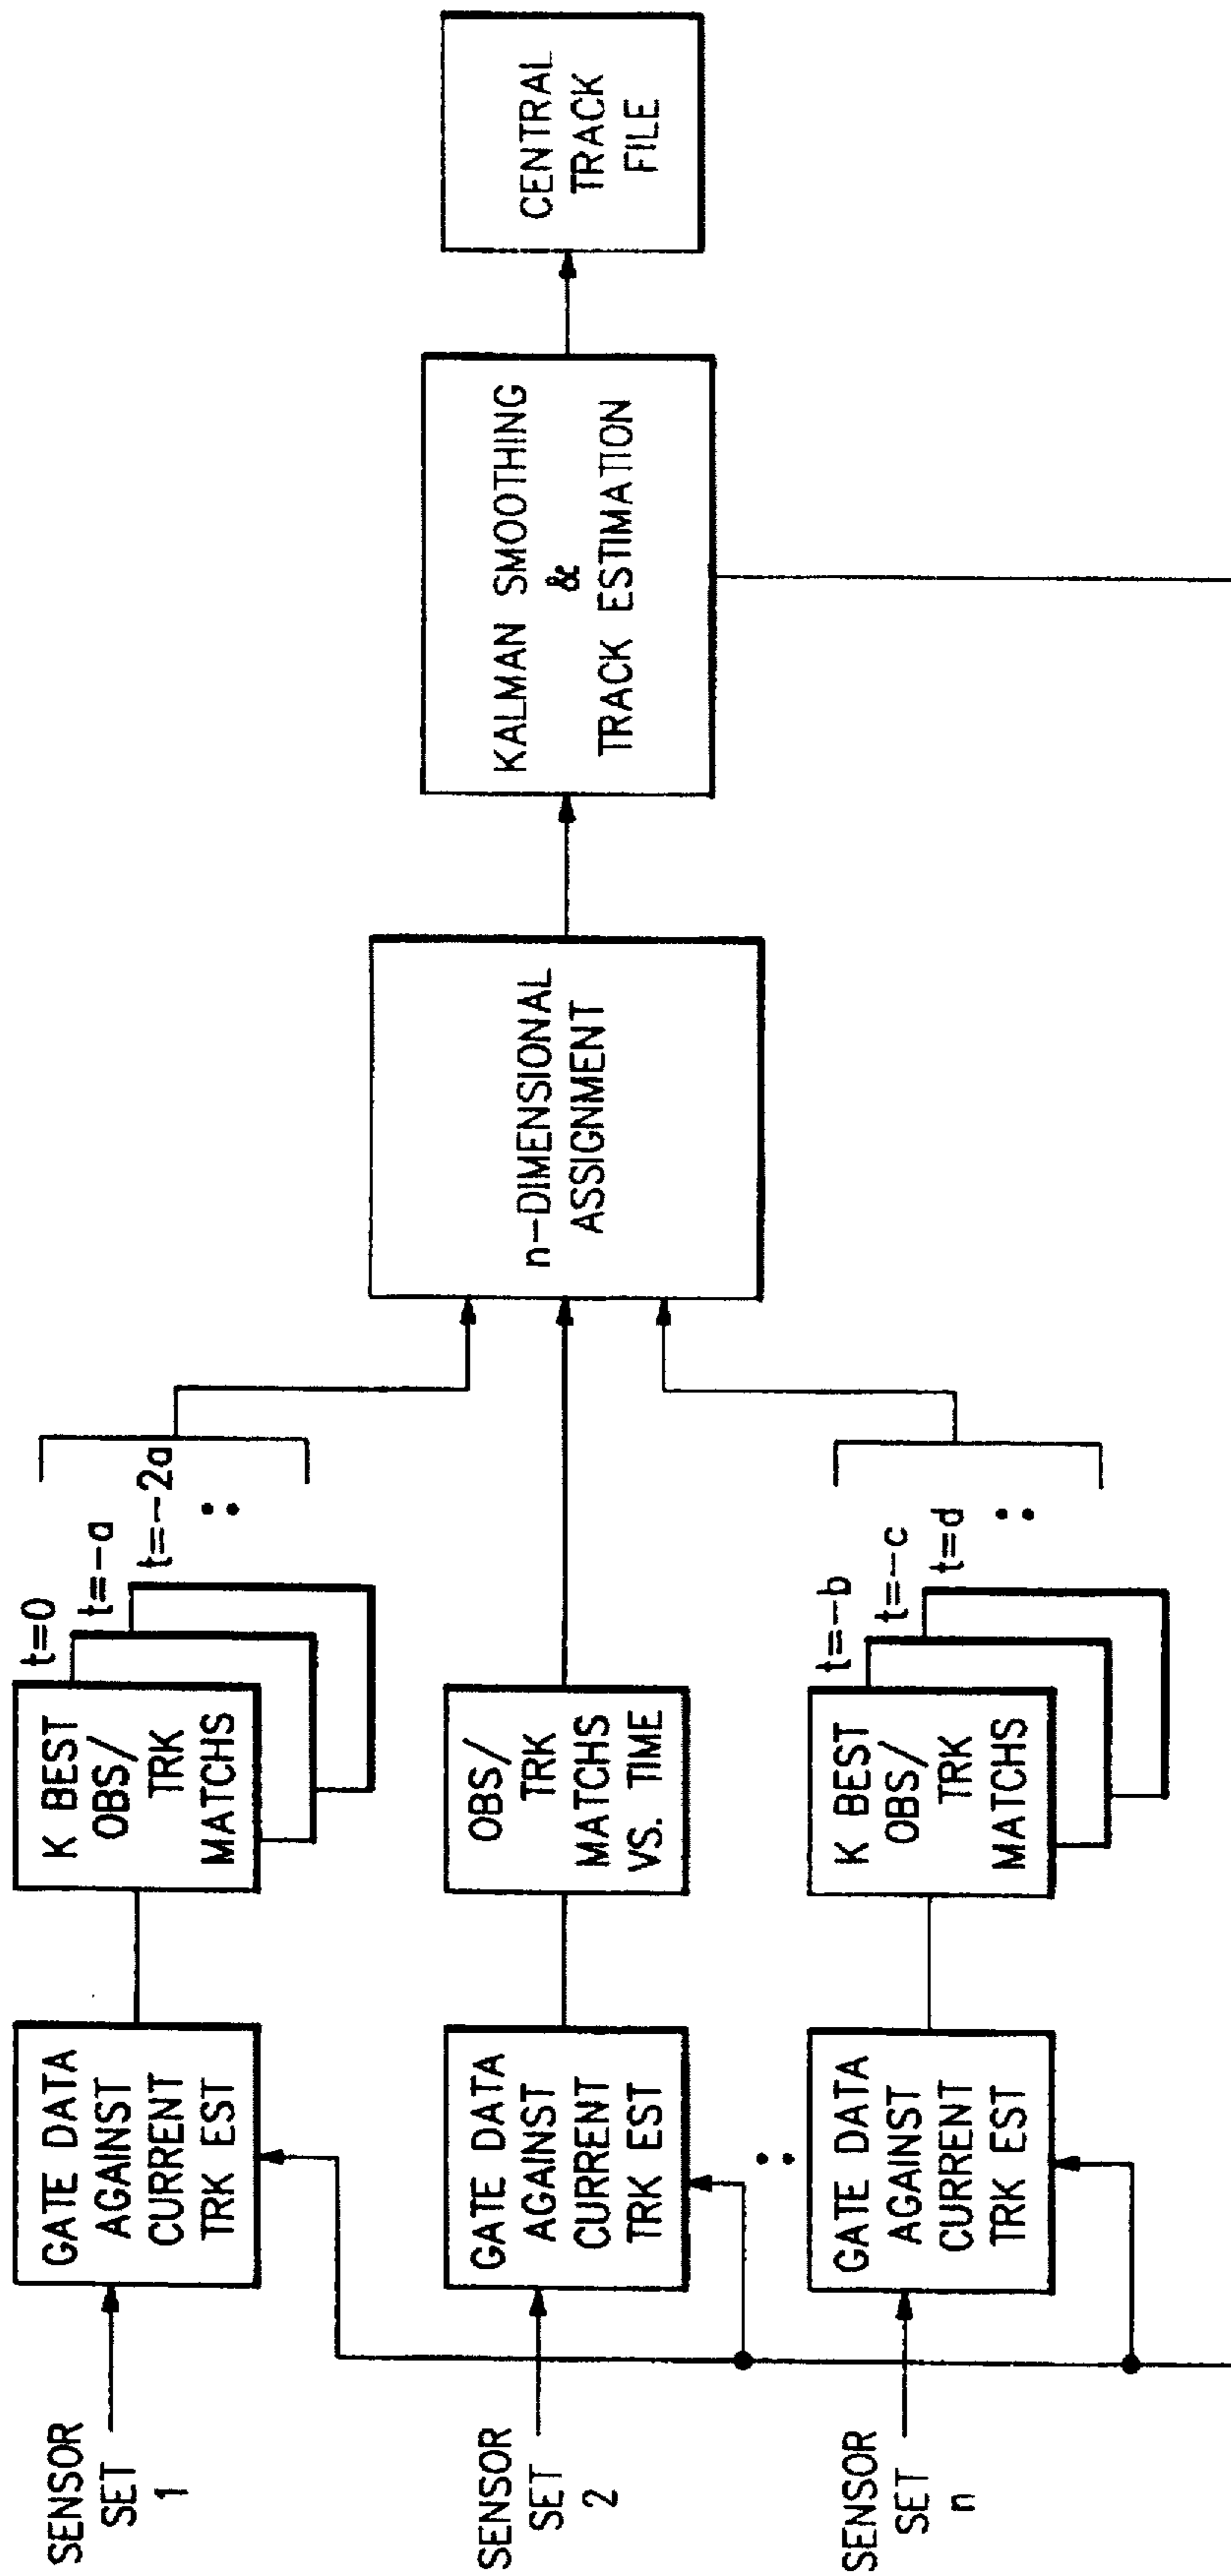 SENSOR
SET
1
GATE DATA
AGAINST
CURRENT
TRK EST
K BEST
OBS/
TRK
MATCHS
t=0
t=-a
t=-2a
SENSOR
SET
2
GATE DATA
AGAINST
CURRENT
TRK EST
OBS/
TRK
MATCHS
VS. TIME
SENSOR
SET
n
GATE DATA
AGAINST
CURRENT
TRK EST
K BEST
OBS/
TRK
MATCHS
t=-b
t=-c
t=d
n-DIMENSIONAL
ASSIGNMENT
KALMAN SMOOTHING
&
TRACK ESTIMATION
CENTRAL
TRACK
FILE